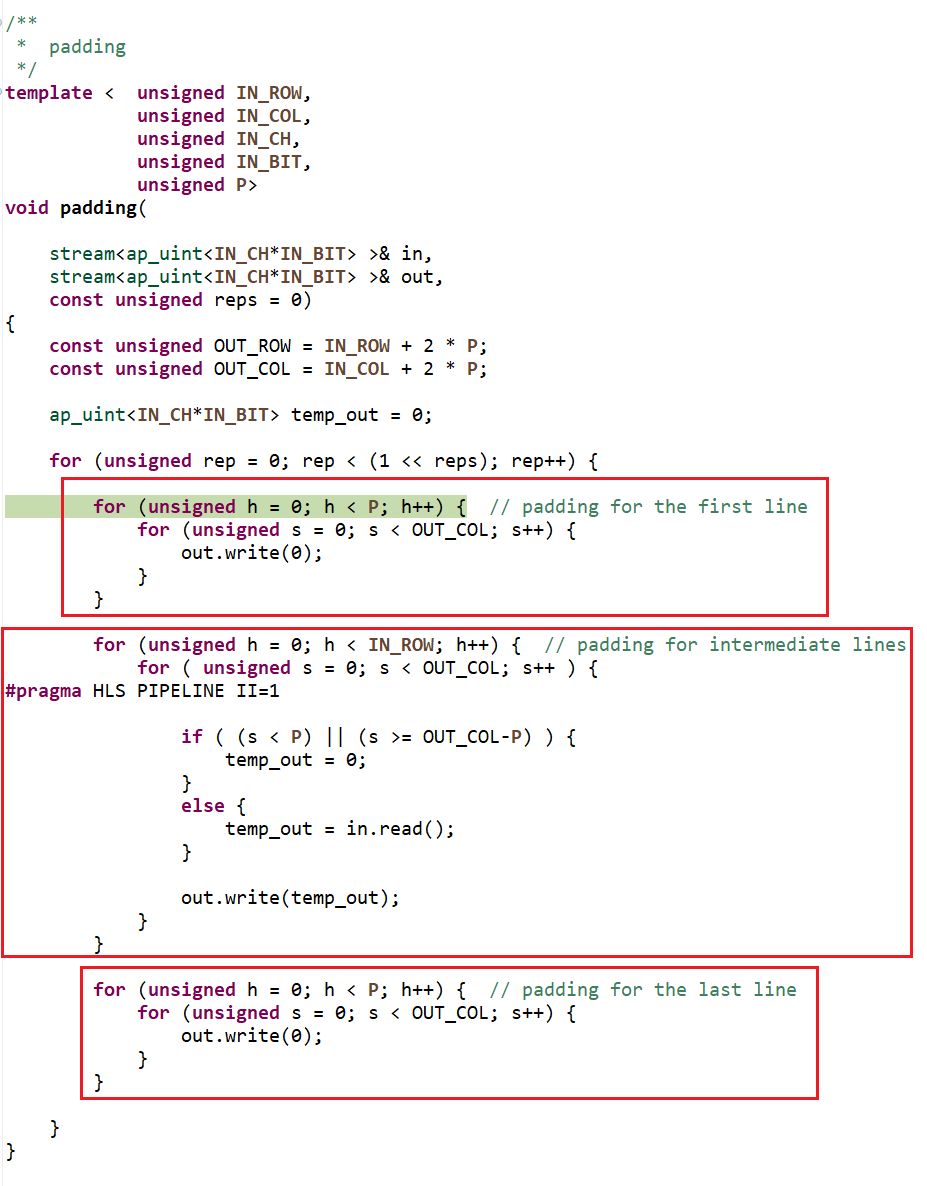 /**
 *  padding
 */
template <  unsigned IN_ROW,
            unsigned IN_COL,
            unsigned IN_CH,
            unsigned IN_BIT,
            unsigned P>
void padding(

    stream<ap_uint<IN_CH*IN_BIT> >& in,
    stream<ap_uint<IN_CH*IN_BIT> >& out,
    const unsigned reps = 0)
{
    const unsigned OUT_ROW = IN_ROW + 2 * P;
    const unsigned OUT_COL = IN_COL + 2 * P;

    ap_uint<IN_CH*IN_BIT> temp_out = 0;

    for (unsigned rep = 0; rep < (1 << reps); rep++) {

        for (unsigned h = 0; h < P; h++) {  // padding for the first line
            for (unsigned s = 0; s < OUT_COL; s++) {
                out.write(0);
            }
        }

        for (unsigned h = 0; h < IN_ROW; h++) {  // padding for intermediate lines
            for ( unsigned s = 0; s < OUT_COL; s++ ) {
#pragma HLS PIPELINE II=1

                if ( (s < P) || (s >= OUT_COL-P) ) {
                    temp_out = 0;
                }
                else {
                    temp_out = in.read();
                }

                out.write(temp_out);
            }
        }

        for (unsigned h = 0; h < P; h++) {  // padding for the last line
            for (unsigned s = 0; s < OUT_COL; s++) {
                out.write(0);
            }
        }

    }
}